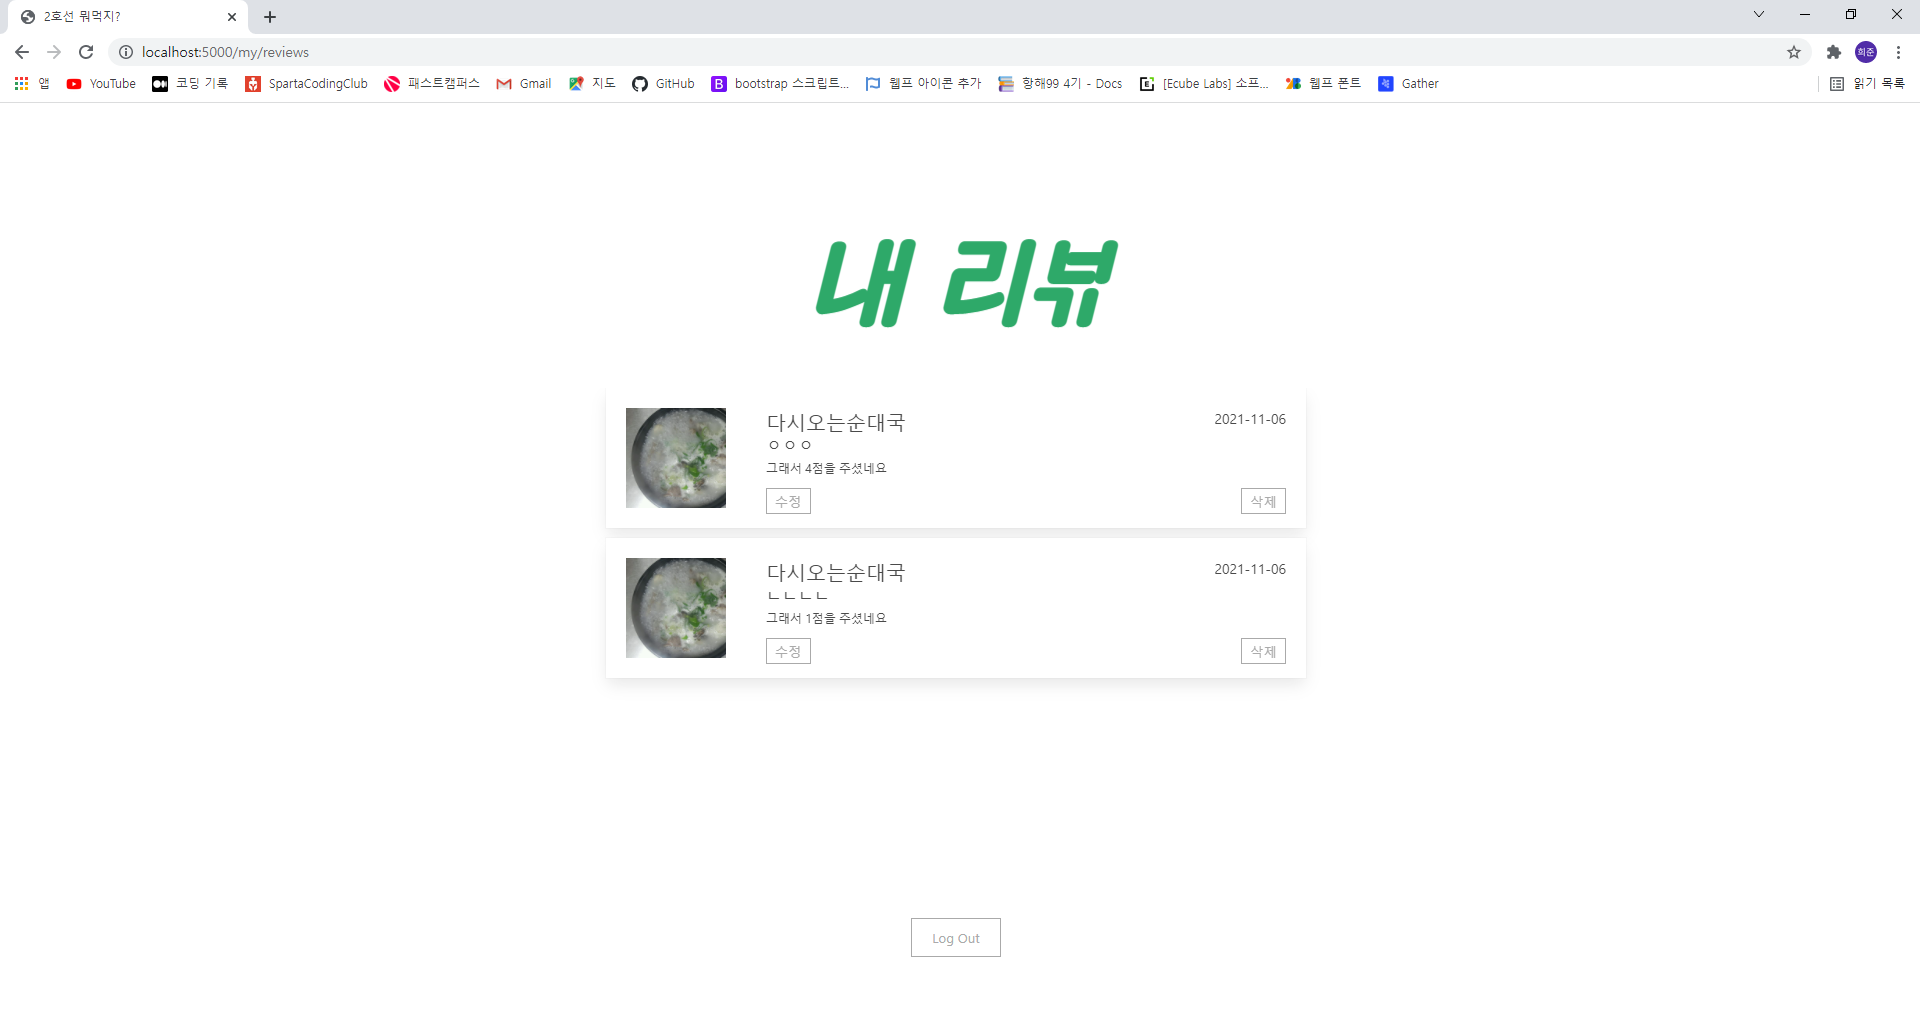 2호선 뭐먹지?
localhost:5000/my/reviews
희준
앱
YouTube
코딩 기록
SpartaCodingClub
패스트캠퍼스
Gmail
지도
GitHub
bootstrap 스크립트...
웹프 아이콘 추가
항해99 4기 - Docs
[Ecube Labs] 소프...
웹프 폰트
Gather
읽기 목록
내 리뷰
다시오는순대국
2021-11-06
ㅇㅇㅇ
그래서 4점을 주셨네요
수정
삭제
다시오는순대국
2021-11-06
ㄴㄴㄴㄴ
그래서 1점을 주셨네요
수정
삭제
Log Out